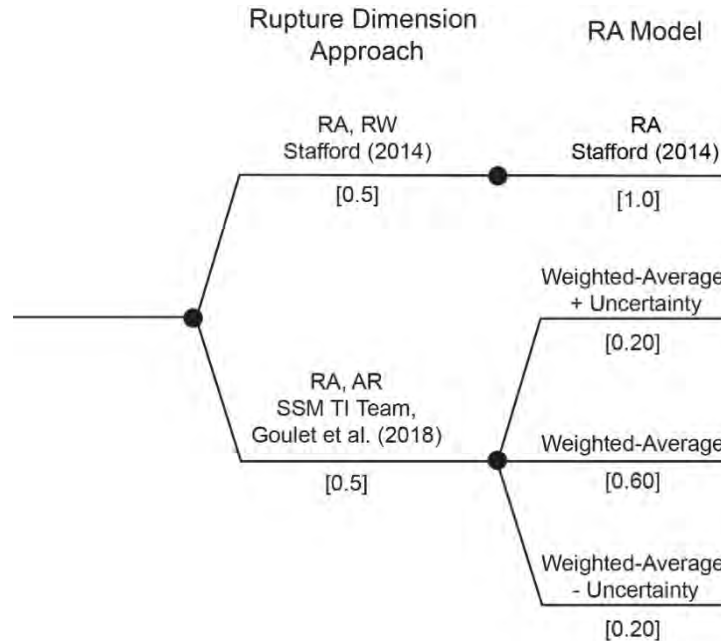 Rupture Dimension
Approach
RA Model
RA, RW
Stafford (2014)
[0.5]
RA
Stafford (2014)
[1.0]
Weighted-Average
+ Uncertainty
[0.20]
RA, AR
SSM TI Team,
Goulet et al. (2018)
[0.5]
Weighted-Average
[0.60]
Weighted-Average
- Uncertainty
[0.20]